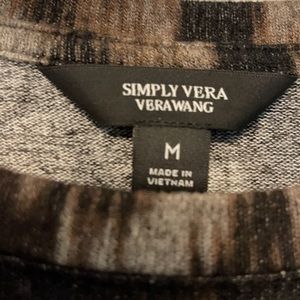 SIMPLY VERA
VERAWANG
M
MADE IN
VIETNAM